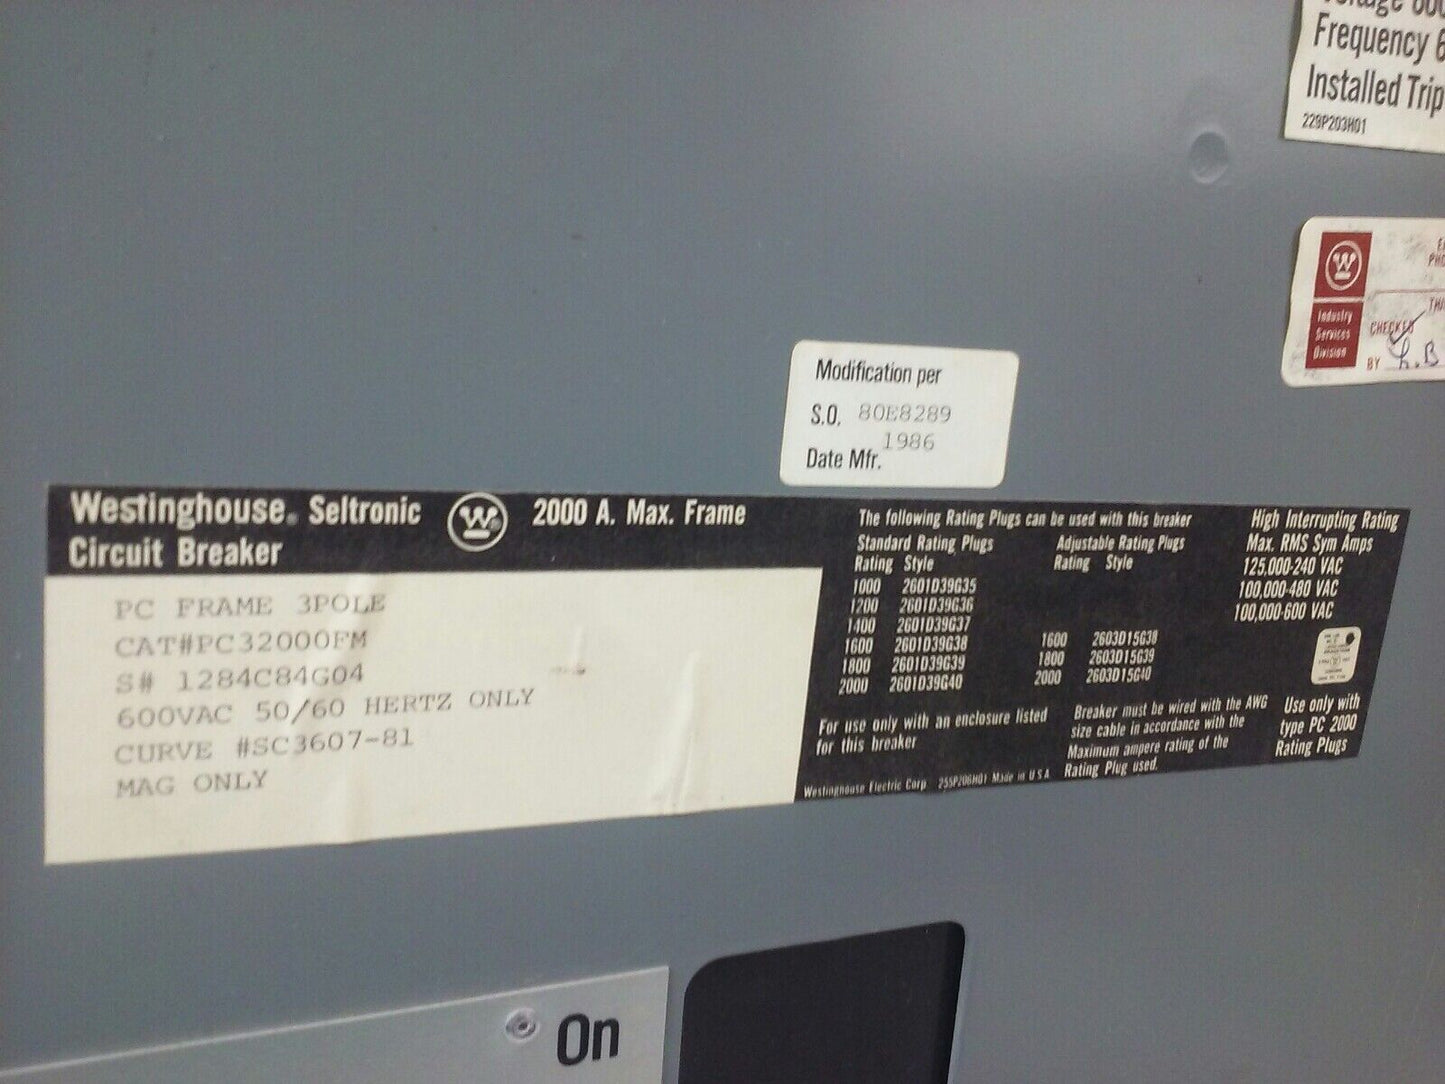 Frequency 6
Installed Trip
229P203H01
Industry
Services
Division
CHECKED
BY L.B
Modification per
S.O. 80E8289
1986
Date Mfr.
Westinghouse Seltronic
Circuit Breaker
2000 A. Max. Frame
PC FRAME 3POLE
CAT#PC32000FM
S# 1284C84G04
600VAC 50/60 HERTZ ONLY
CURVE #SC3607-81
MAG ONLY
The following Rating Plugs can be used with this breaker
Standard Rating Plugs
Rating Style
1000 2601D39G35
1200 2601D39G36
1400 2601D39G37
1600 2601D39G38
1800 2601D39G39
2000 2601D39G40
Adjustable Rating Plugs
Rating Style
1600 2603D15G38
1800 2603D15G39
2000 2603D15G40
High Interrupting Rating
Max. RMS Sym Amps
125,000-240 VAC
100,000-480 VAC
100,000-600 VAC
For use only with an enclosure listed
for this breaker
Breaker must be wired with the AWG
size cable in accordance with the
Maximum ampere rating of the
Rating Plug used.
Use only with
type PC 2000
Rating Plugs
Westinghouse Electric Corp. 255P206H01 Made in U S A
On